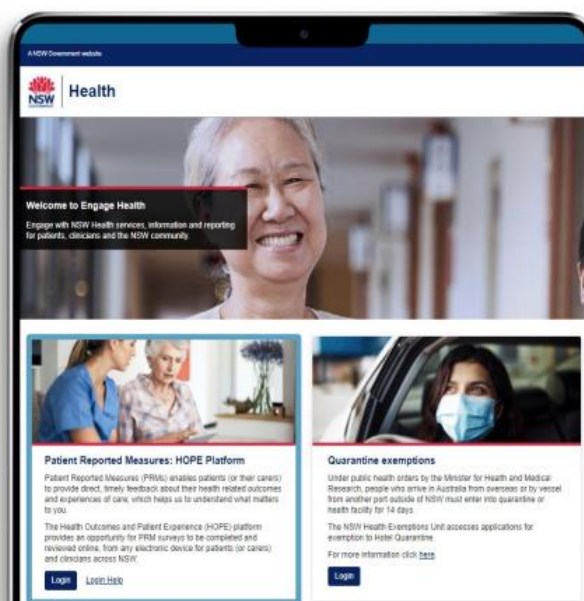 A NSW Government website
NSW
GOVERNMENT
Health
Welcome to Engage Health
Engage with NSW Health services, information and reporting
for patients, clinicians and the NSW community.
Patient Reported Measures: HOPE Platform
Patient Reported Measures (PRMs) enables patients (or their carers)
to provide direct, timely feedback about their health related outcomes
and experiences of care; which helps us to understand what matters
to you.
The Health Outcomes and Patient Experience (HOPE) platform
provides an opportunity for PRM surveys to be completed and
reviewed online, from any electronic device for patients (or carers)
and clinicians across NSW.
Login Login Help
Quarantine exemptions
Under public health orders by the Minister for Health and Medical
Research, people who arrive in Australia from overseas or by vessel
from another port outside of NSW must enter into quarantine or
health facility for 14 days.
The NSW Health Exemptions Unit assesses applications for
exemption to Hotel Quarantine.
For more information click here.
Login